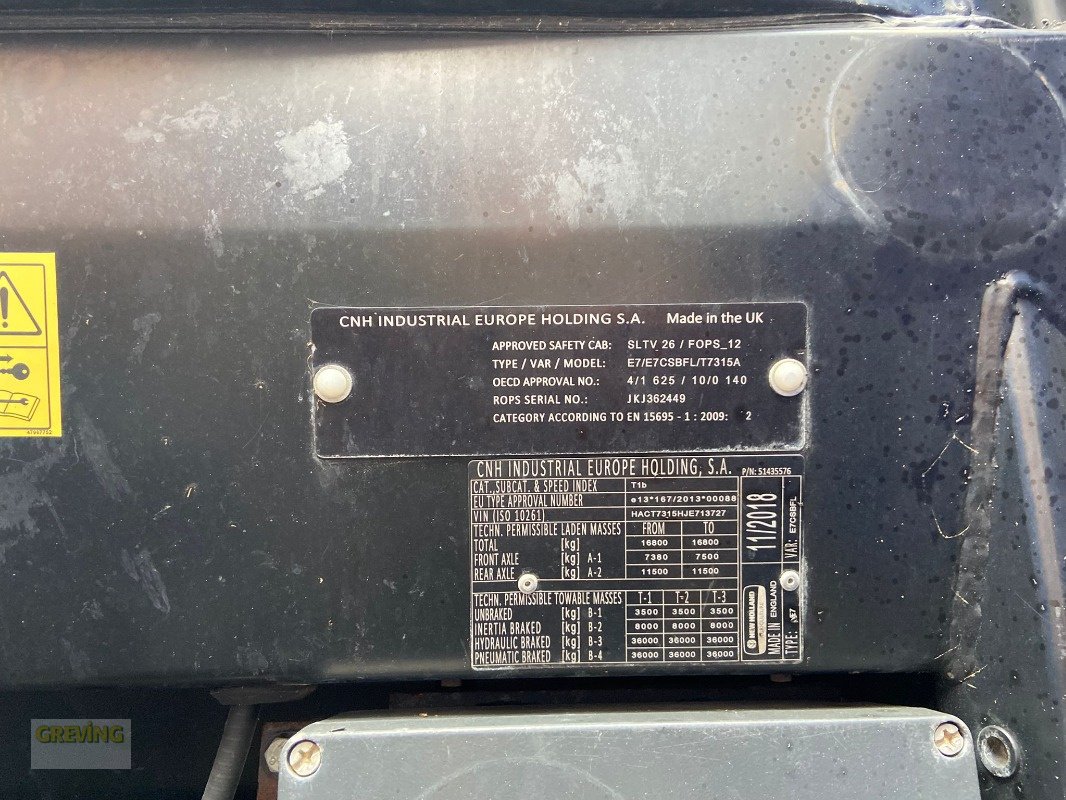 CNH INDUSTRIAL EUROPE HOLDING S.A. Made in the UK
APPROVED SAFETY CAB: SLTV 26 / FOPS_12
TYPE / VAR / MODEL: E7/E7CSBFL/T7315A
OECD APPROVAL NO.: 4/1 625 / 10/0 140
ROPS SERIAL NO.: JKJ362449
CATEGORY ACCORDING TO EN 15695 - 1 : 2009: 2
47967752
CNH INDUSTRIAL EUROPE HOLDING, S.A. P/N: 51435576
CAT.,SUBCAT. & SPEED INDEX T1b
EU TYPE APPROVAL NUMBER e13*167/2013*00088
VIN (ISO 10261) HACT7315HJE713727
TECHN. PERMISSIBLE LADEN MASSES FROM TO
TOTAL [kg] 16800 16800
FRONT AXLE [kg] A-1 7380 7500
REAR AXLE [kg] A-2 11500 11500
TECHN. PERMISSIBLE TOWABLE MASSES T-1 T-2 T-3
UNBRAKED [kg] B-1 3500 3500 3500
INERTIA BRAKED [kg] B-2 8000 8000 8000
HYDRAULIC BRAKED [kg] B-3 36000 36000 36000
PNEUMATIC BRAKED [kg] B-4 36000 36000 36000
11/2018
VAR: E7CSBFL
NEW HOLLAND
MADE IN ENGLAND
TYPE: E7
GREVING